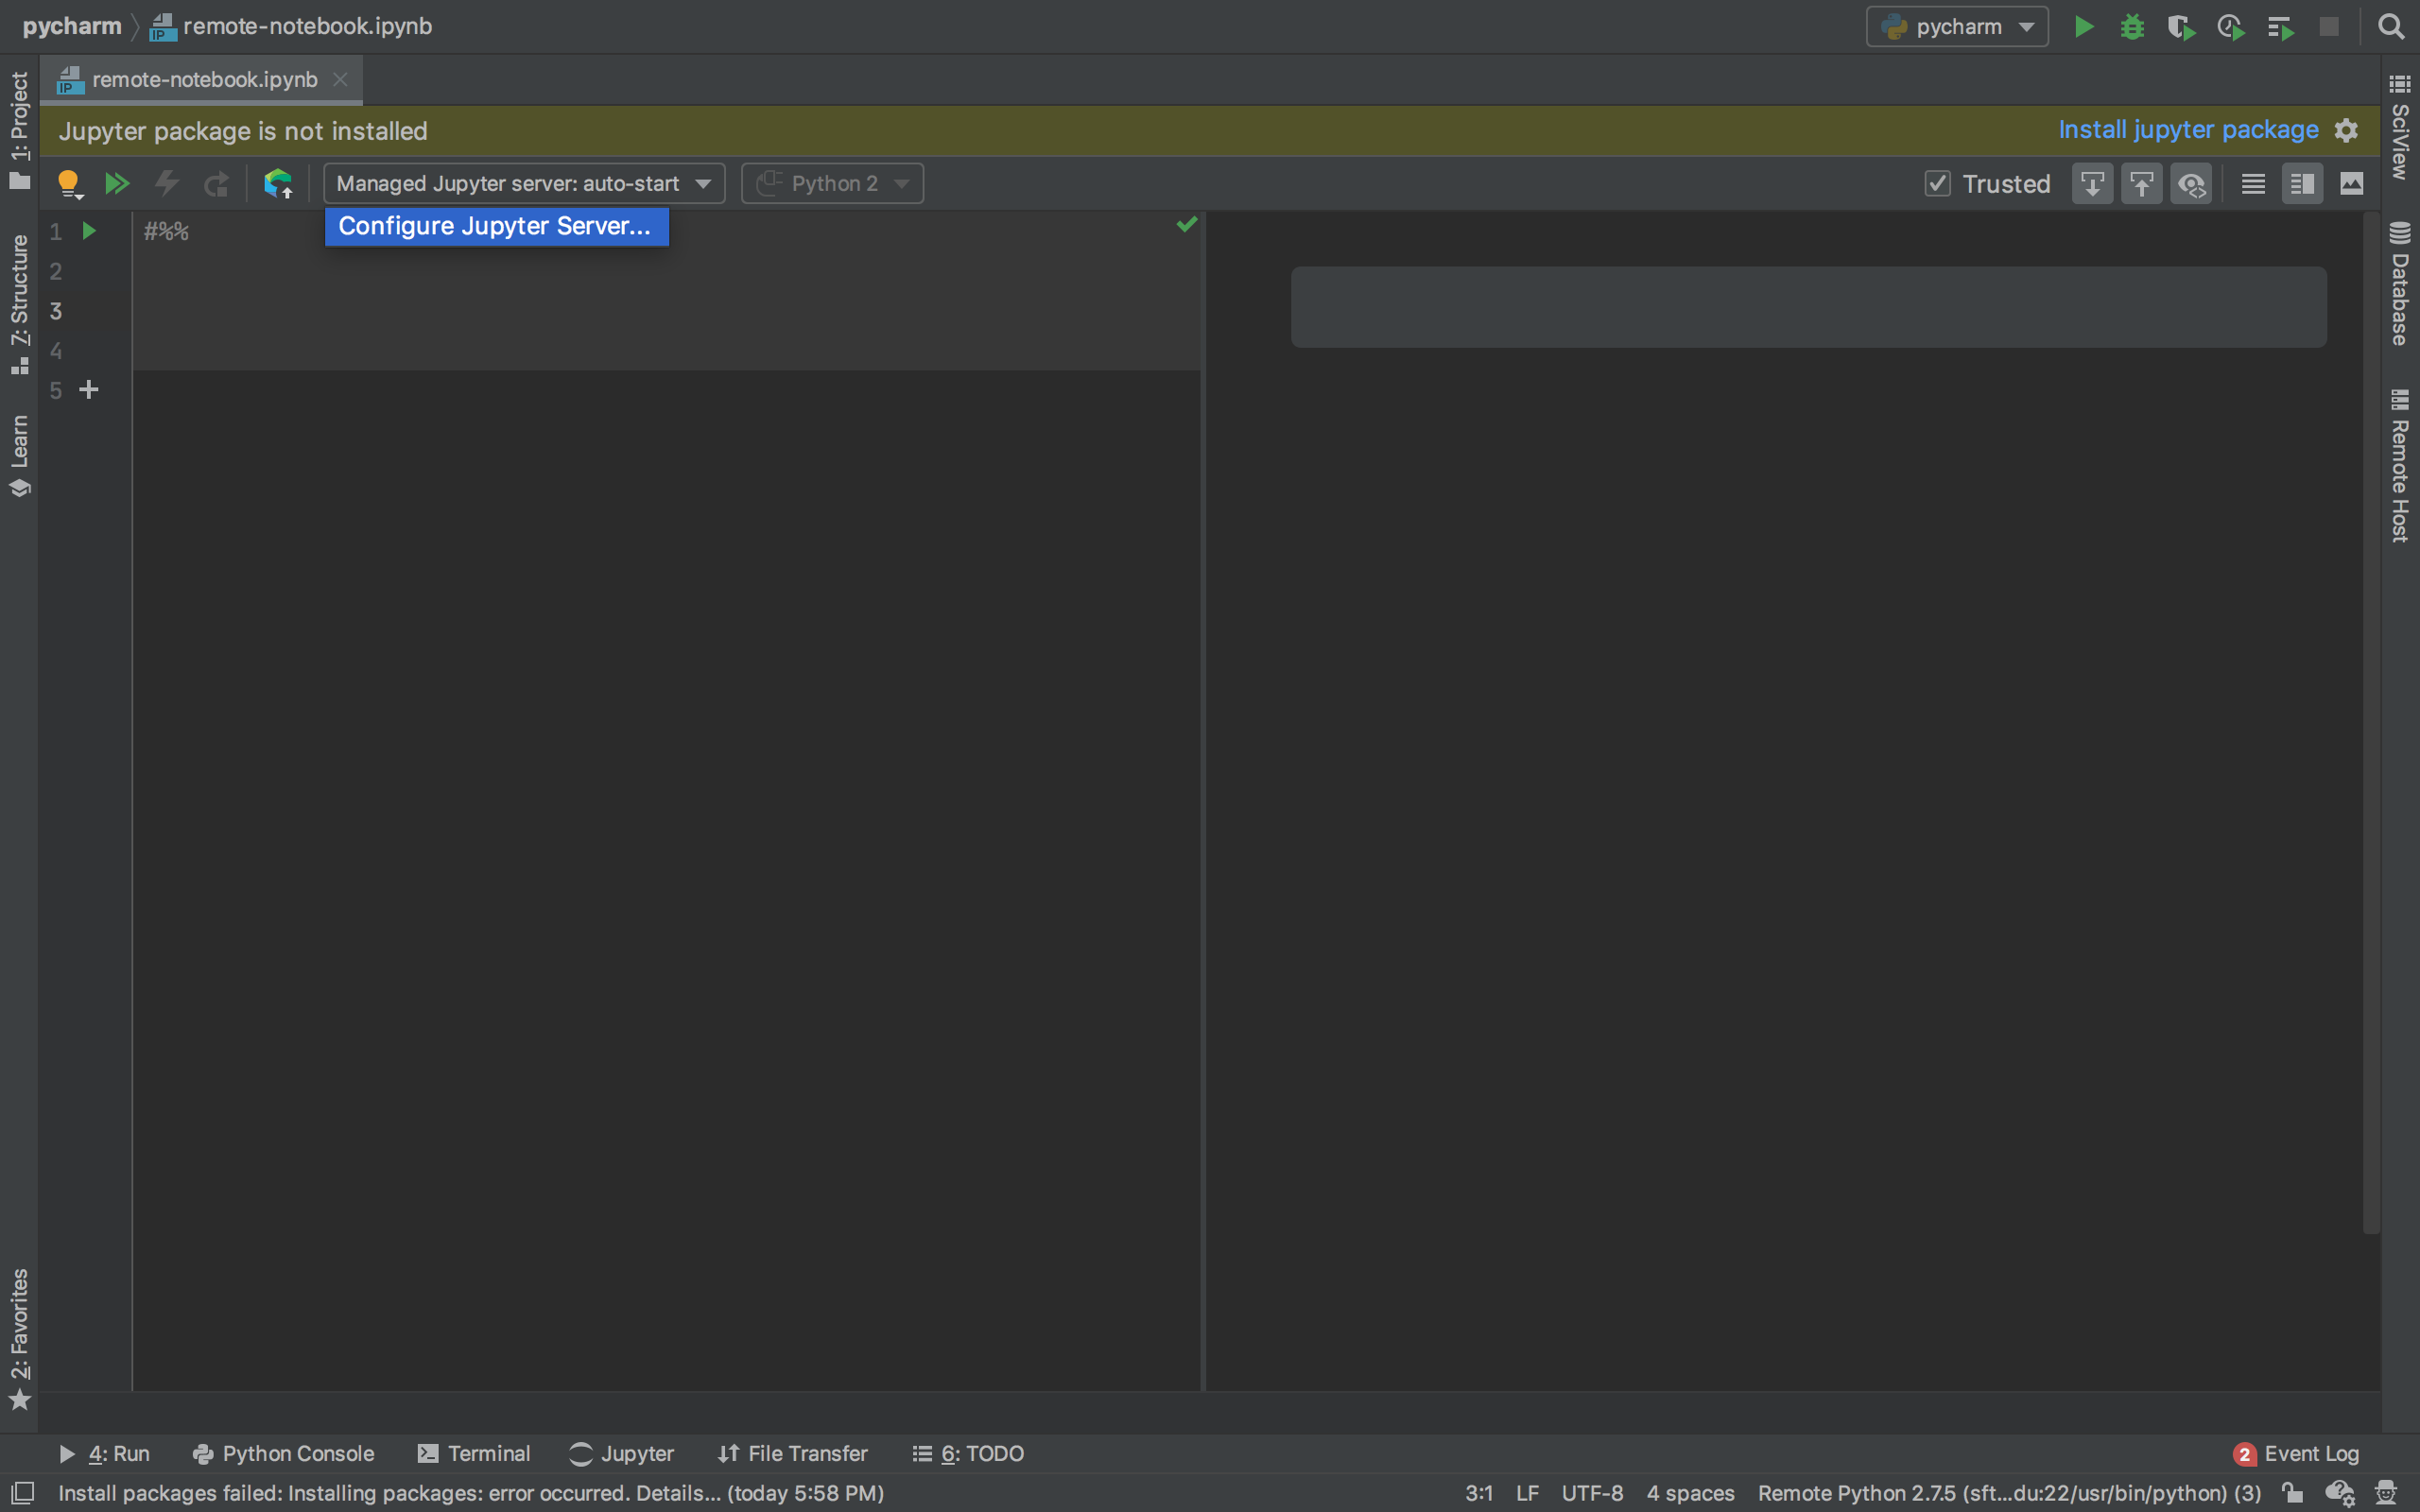 pycharm remote-notebook.ipynb pycharm
remote-notebook.ipynb
Jupyter package is not installed Install jupyter package
Managed Jupyter server: auto-start Python 2 Trusted
Configure Jupyter Server...
1 #%%
2
3
4
5
1: Project
7: Structure
Learn
2: Favorites
SciView
Database
Remote Host
4: Run Python Console Terminal Jupyter File Transfer 6: TODO 2 Event Log
Install packages failed: Installing packages: error occurred. Details... (today 5:58 PM) 3:1 LF UTF-8 4 spaces Remote Python 2.7.5 (sft...du:22/usr/bin/python) (3)